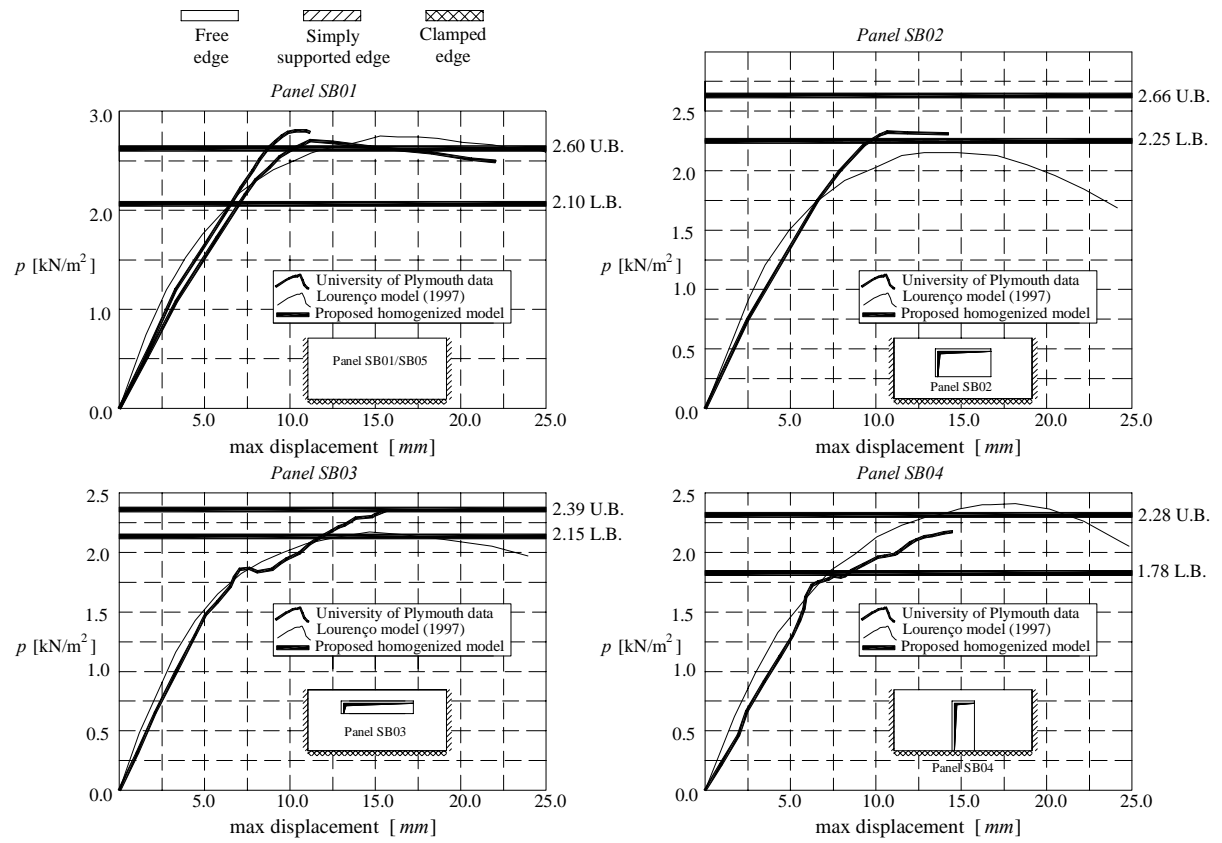 Free edge
Simply supported edge
Clamped edge
Panel SB01
3.0
2.0
1.0
0.0
p [kN/m²]
2.60 U.B.
2.10 L.B.
University of Plymouth data
Lourenço model (1997)
Proposed homogenized model
Panel SB01/SB05
5.0 10.0 15.0 20.0 25.0
max displacement [mm]
Panel SB02
2.5
2.0
1.5
1.0
0.5
0.0
p [kN/m²]
2.66 U.B.
2.25 L.B.
University of Plymouth data
Lourenço model (1997)
Proposed homogenized model
Panel SB02
5.0 10.0 15.0 20.0 25.0
max displacement [mm]
Panel SB03
2.5
2.0
1.5
1.0
0.5
0.0
p [kN/m²]
2.39 U.B.
2.15 L.B.
University of Plymouth data
Lourenço model (1997)
Proposed homogenized model
Panel SB03
5.0 10.0 15.0 20.0 25.0
max displacement [mm]
Panel SB04
2.5
2.0
1.5
1.0
0.5
0.0
p [kN/m²]
2.28 U.B.
1.78 L.B.
University of Plymouth data
Lourenço model (1997)
Proposed homogenized model
Panel SB04
5.0 10.0 15.0 20.0 25.0
max displacement [mm]